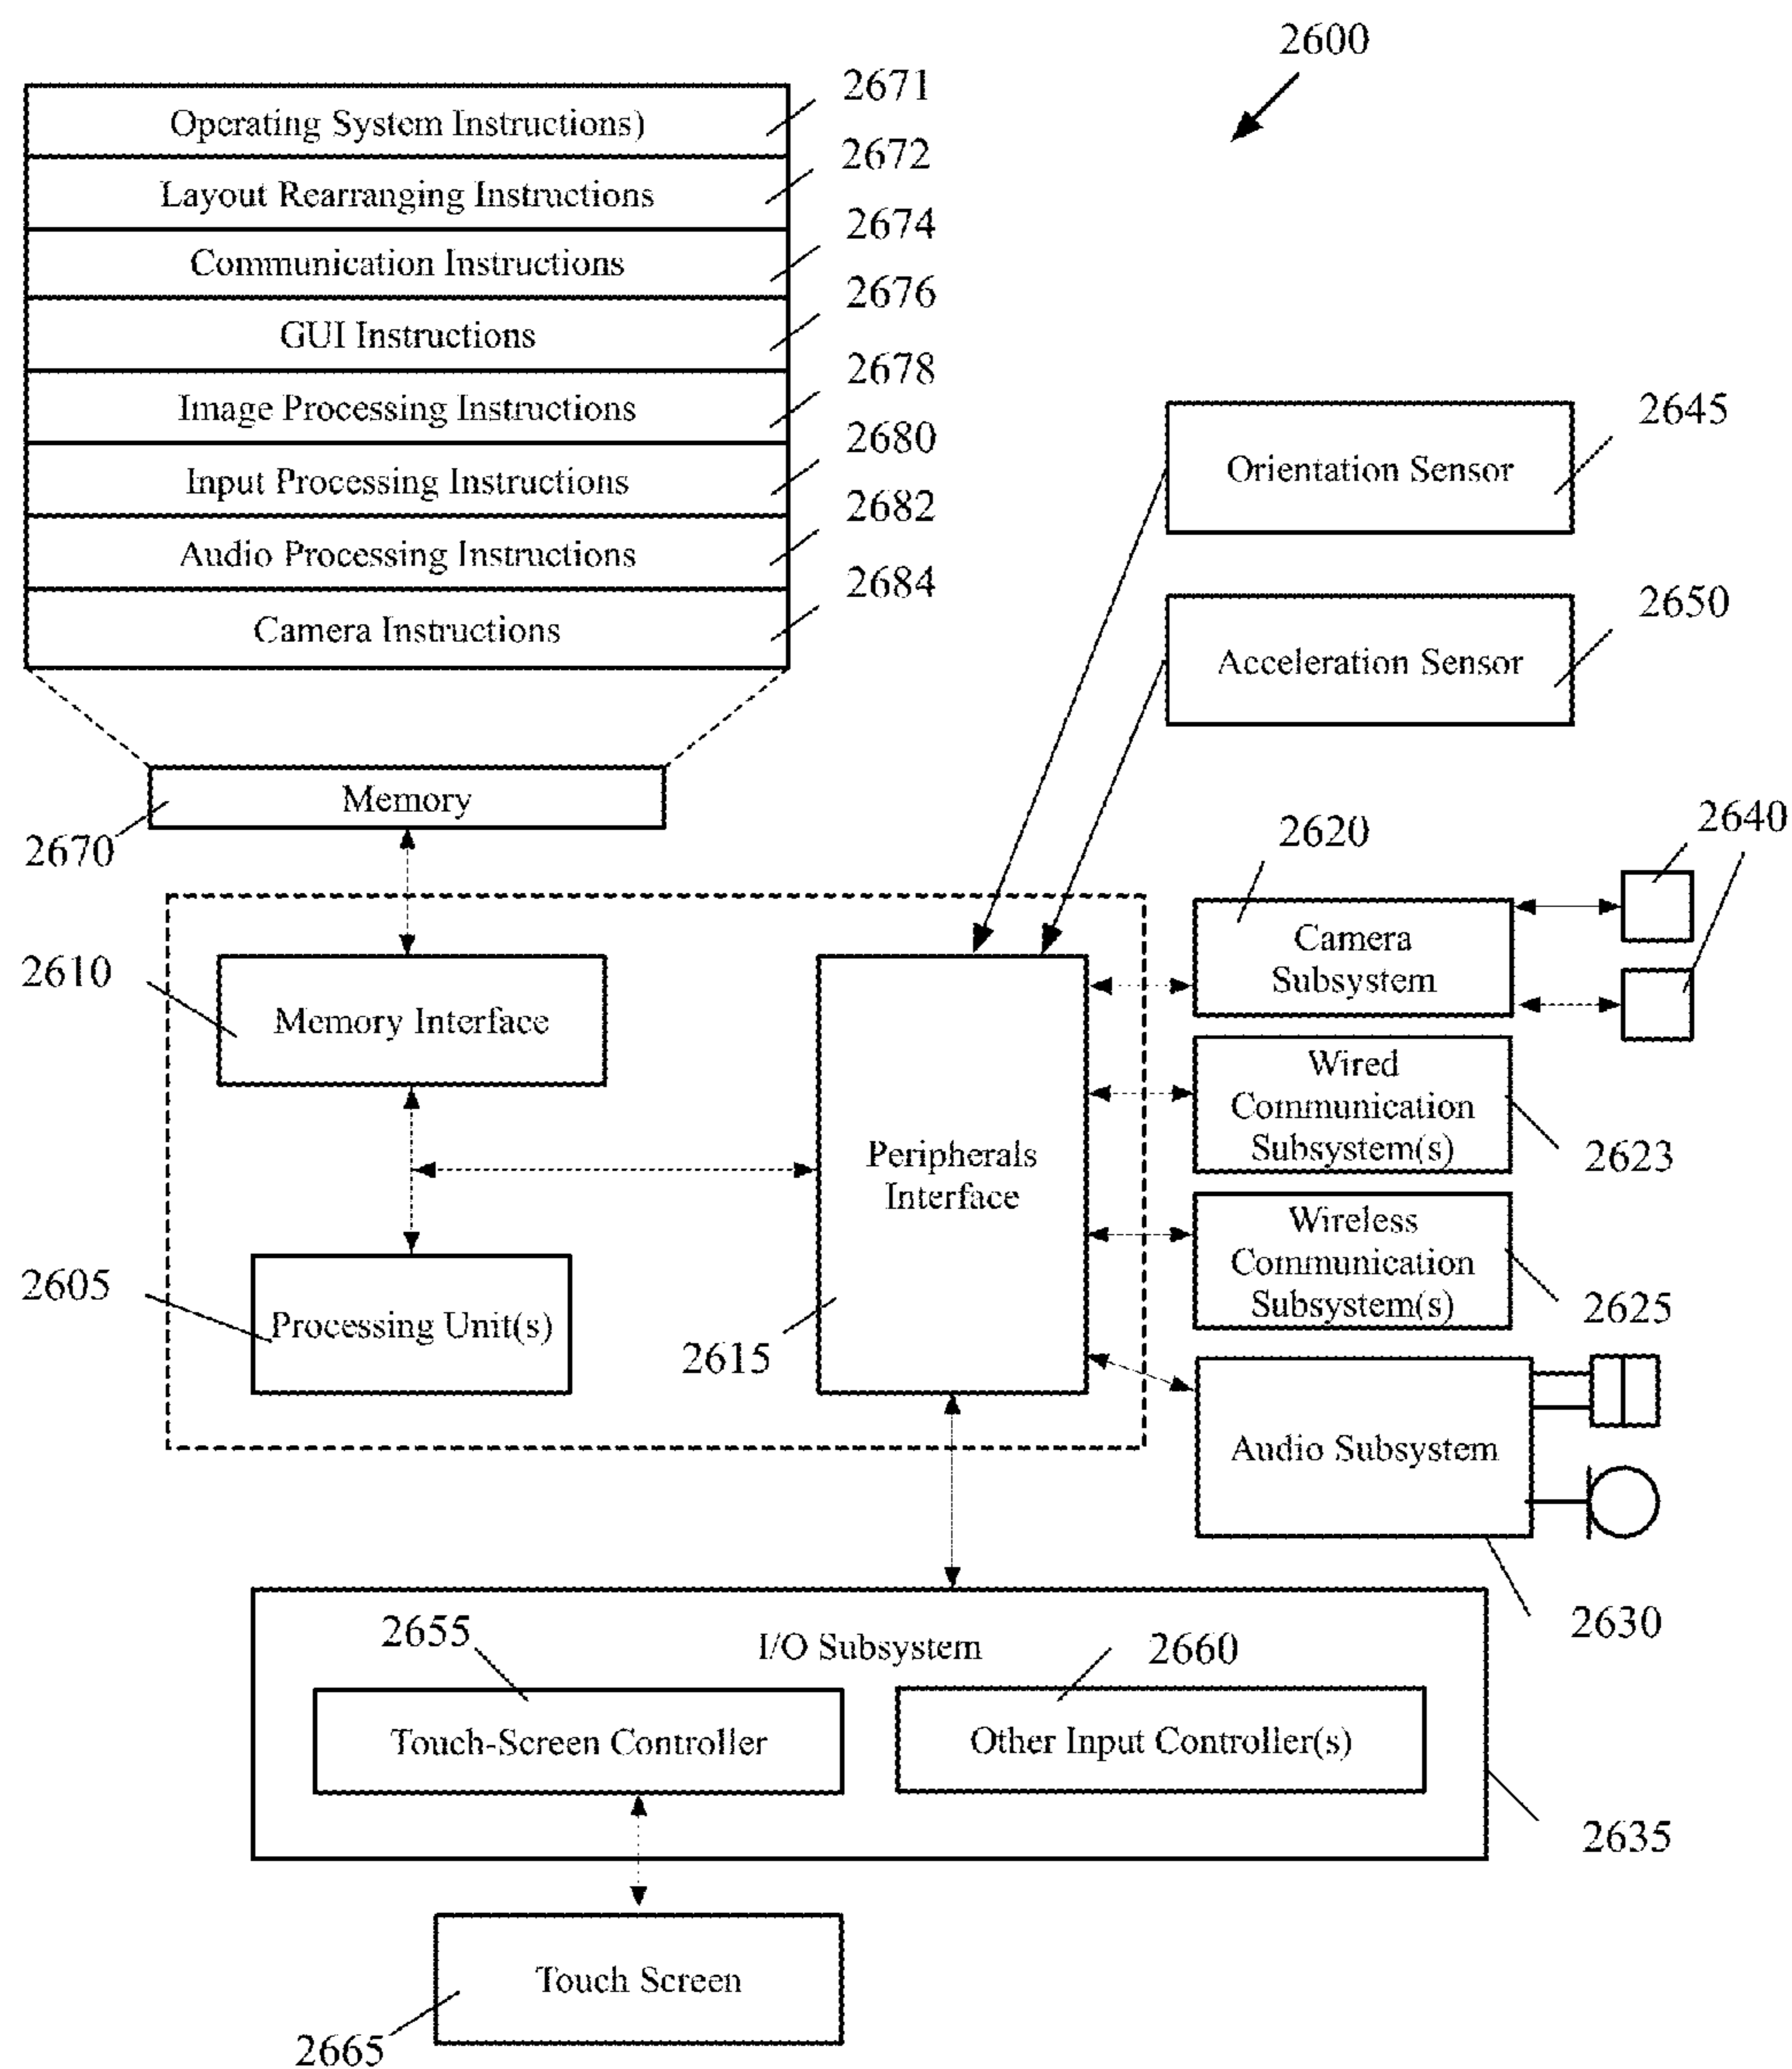 2600
Operating System Instructions)
2671
Layout Rearranging Instructions
2672
Communication Instructions
2674
GUI Instructions
2676
Image Processing Instructions
2678
Input Processing Instructions
2680
Audio Processing Instructions
2682
Camera Instructions
2684
Orientation Sensor
2645
Acceleration Sensor
2650
Memory
2670
2620
2640
Camera
Subsystem
2610
Memory Interface
Wired
Communication
Subsystem(s)
2623
Peripherals
Interface
2615
Wireless
Communication
Subsystem(s)
2625
2605
Processing Unit(s)
Audio Subsystem
2630
I/O Subsystem
2655
2660
Touch-Screen Controller
Other Input Controller(s)
2635
Touch Screen
2665